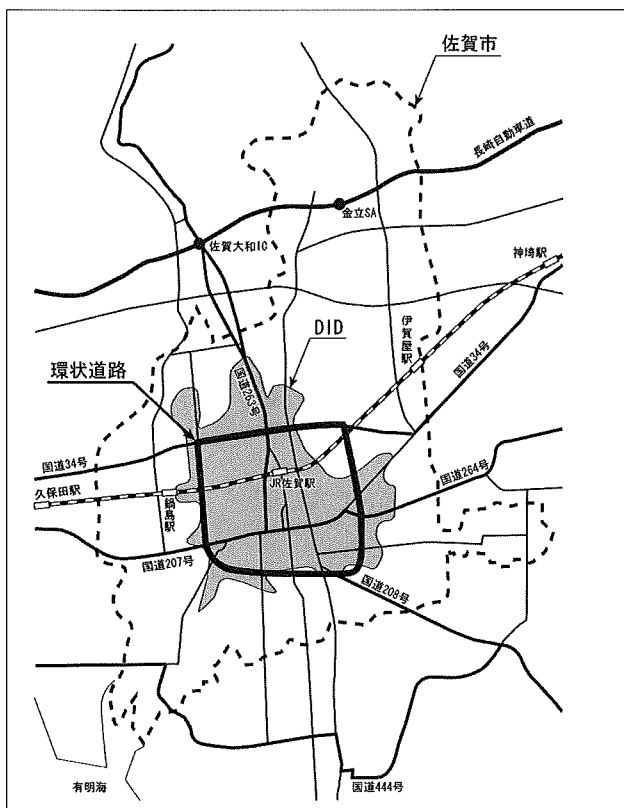 佐賀市
長崎自動車道
金立SA
佐賀大和IC
神埼駅
DID
伊賀屋駅
国道34号
環状道路
国道263号
国道34号
国道264号
久保田駅
鍋島駅
JR佐賀駅
国道207号
国道208号
有明海
国道444号